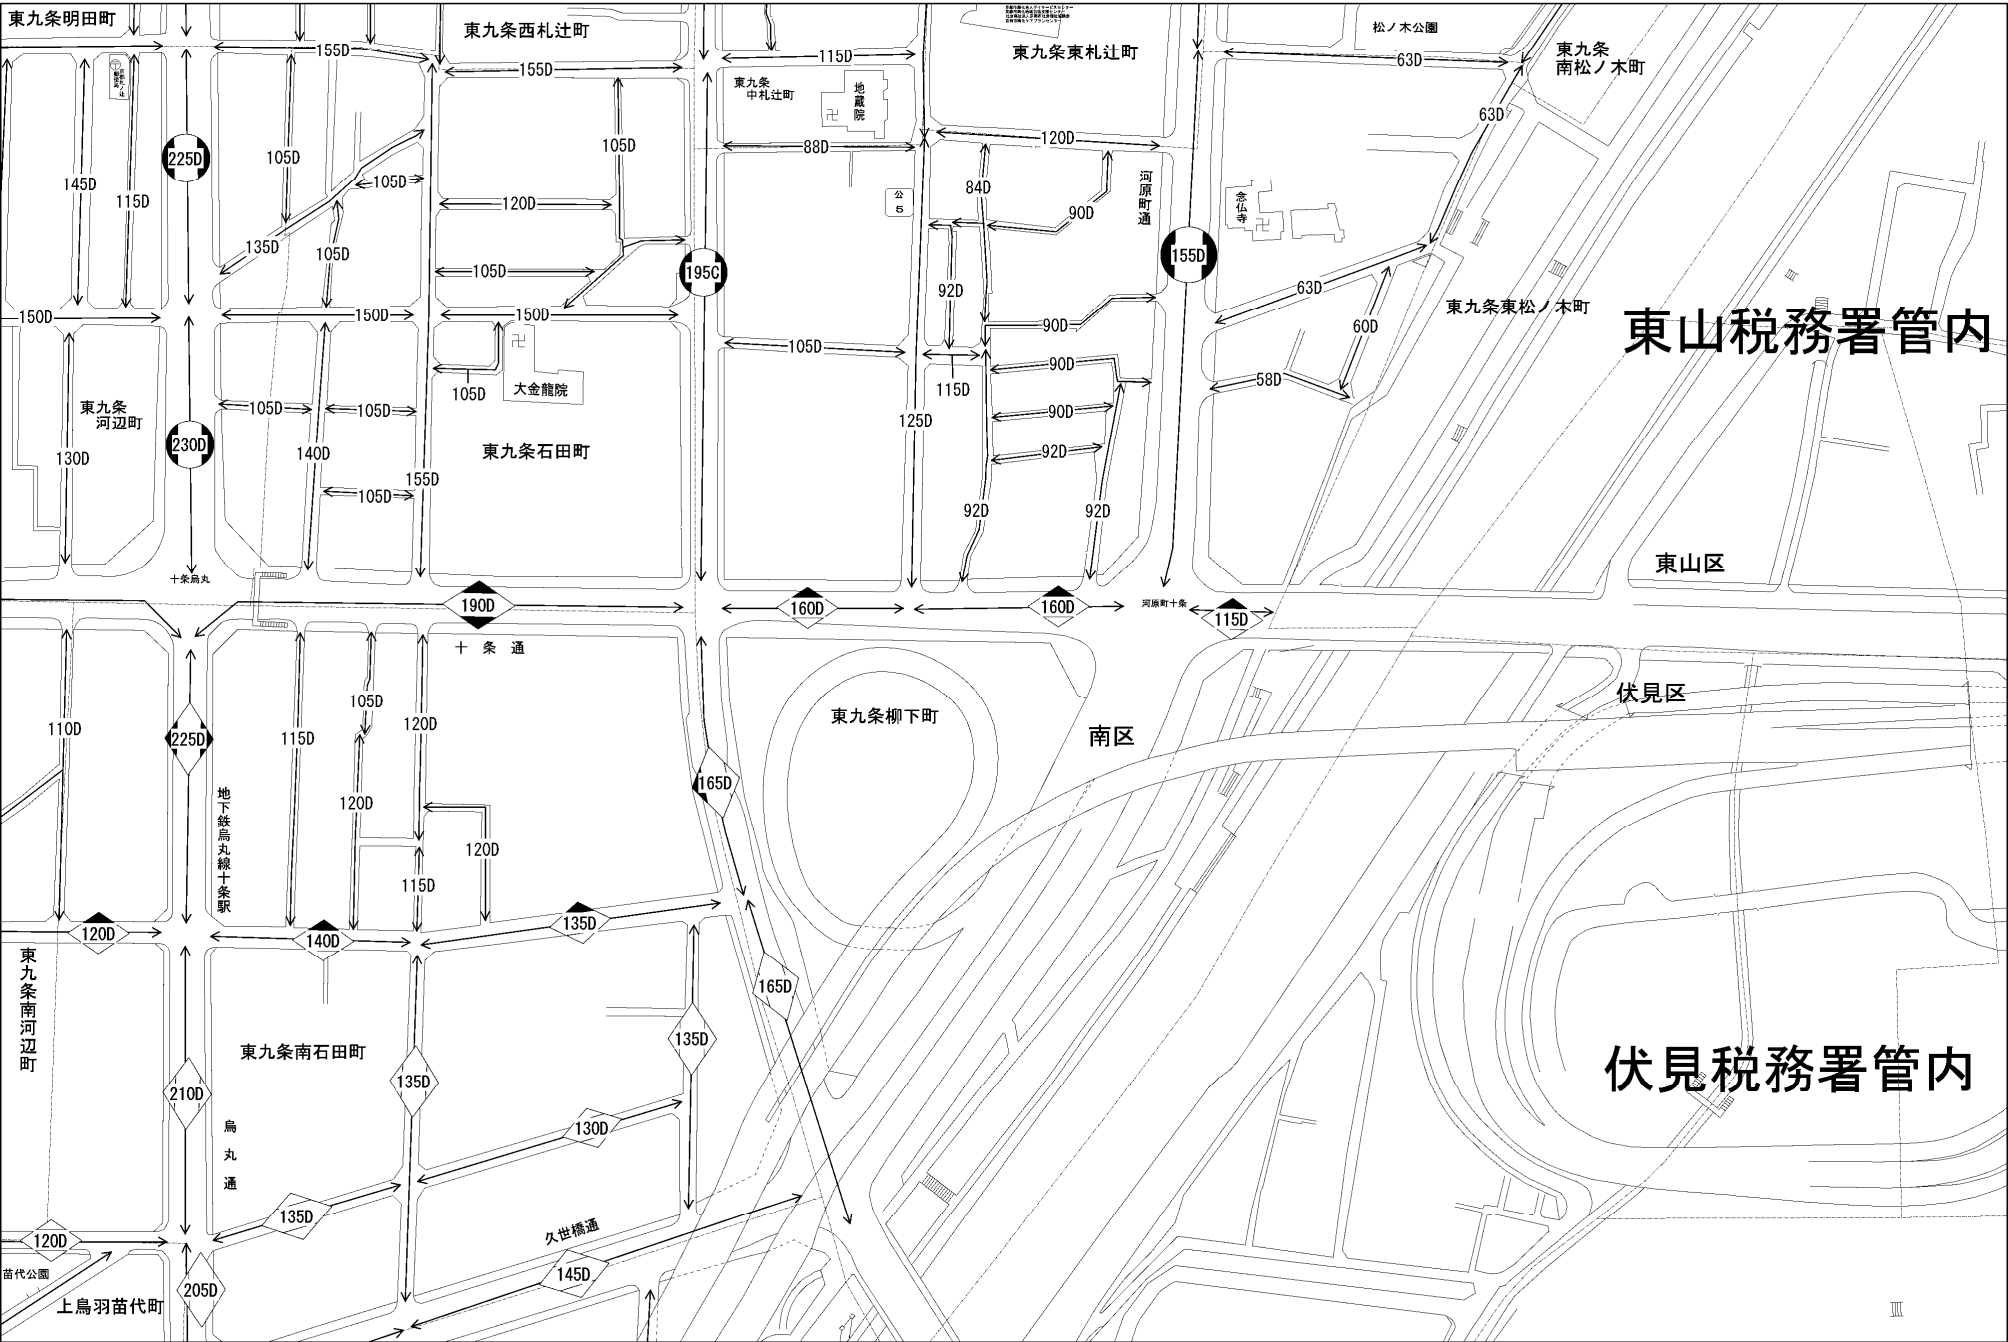 東九条明田町
東九条西札辻町
東九条東札辻町
松ノ木公園
東九条
南松ノ木町
155D
155D
115D
63D
東九条
中札辻町
地蔵院
225D
145D
115D
105D
105D
105D
88D
120D
63D
84D
公
5
120D
90D
河原町通
念仏寺
135D
105D
105D
195C
155D
92D
63D
150D
150D
150D
90D
60D
東九条東松ノ木町
東山税務署管内
105D
90D
115D
58D
105D
大金龍院
東九条
河辺町
105D
105D
90D
125D
230D
130D
140D
155D
東九条石田町
92D
105D
92D
92D
十条烏丸
東山区
190D
160D
160D
河原町十条
115D
十条通
110D
225D
115D
105D
120D
165D
東九条柳下町
南区
伏見区
120D
120D
115D
地下鉄烏丸線十条駅
120D
140D
135D
東九条南河辺町
165D
135D
東九条南石田町
135D
210D
伏見税務署管内
130D
烏丸通
135D
120D
久世橋通
145D
205D
苗代公園
上鳥羽苗代町